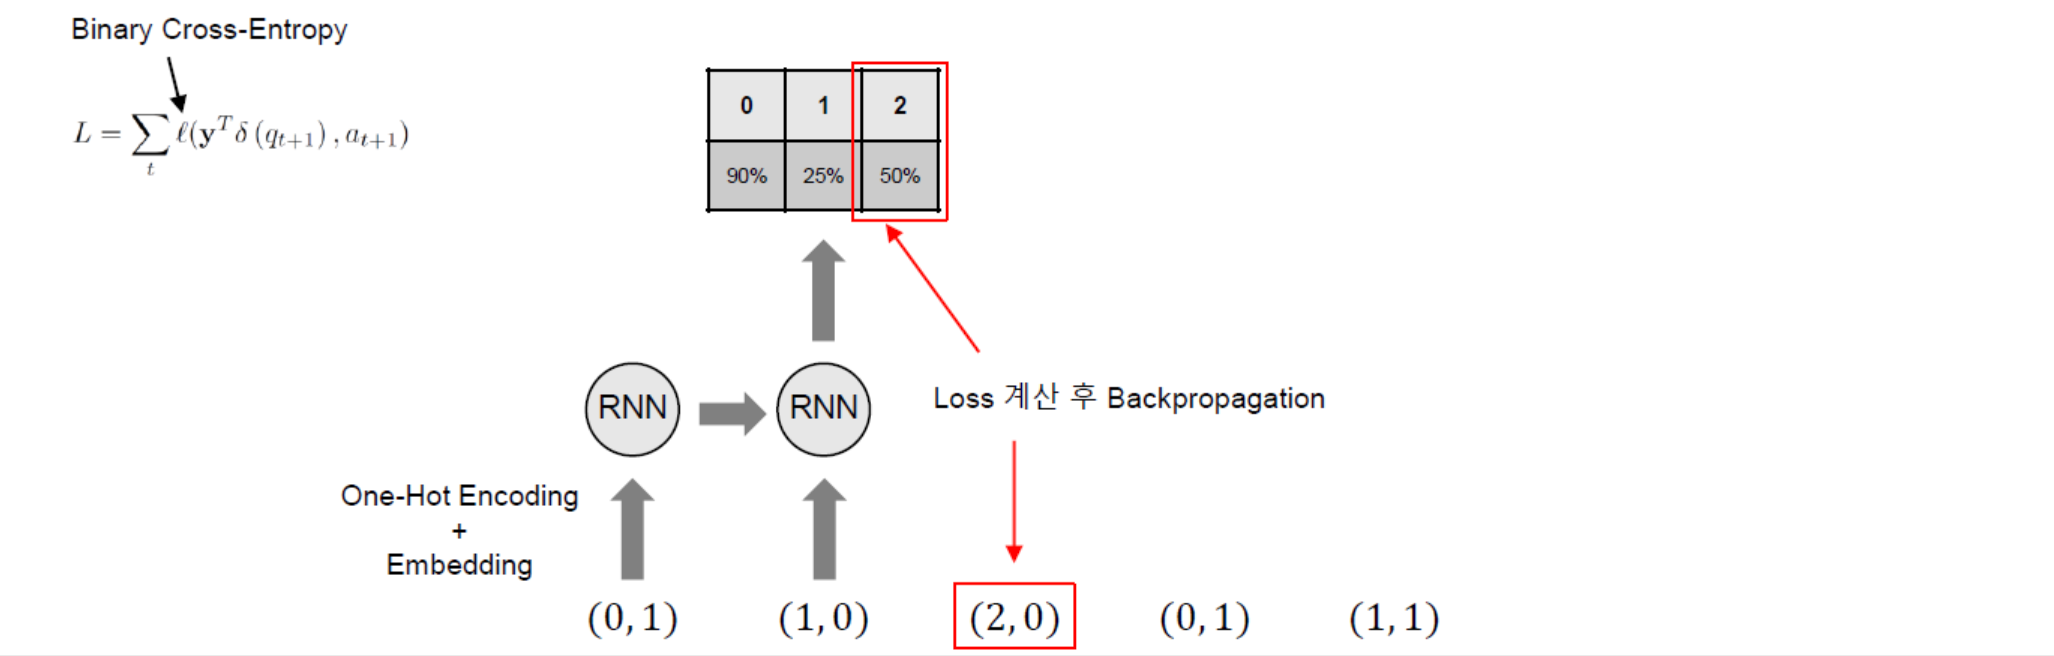 Binary Cross-Entropy
L = \sum_t \ell(\mathbf{y}^T \delta(q_{t+1}), a_{t+1})
0 1 2
90% 25% 50%
RNN RNN
Loss 계산 후 Backpropagation
One-Hot Encoding
+
Embedding
(0, 1) (1, 0) (2, 0) (0, 1) (1, 1)